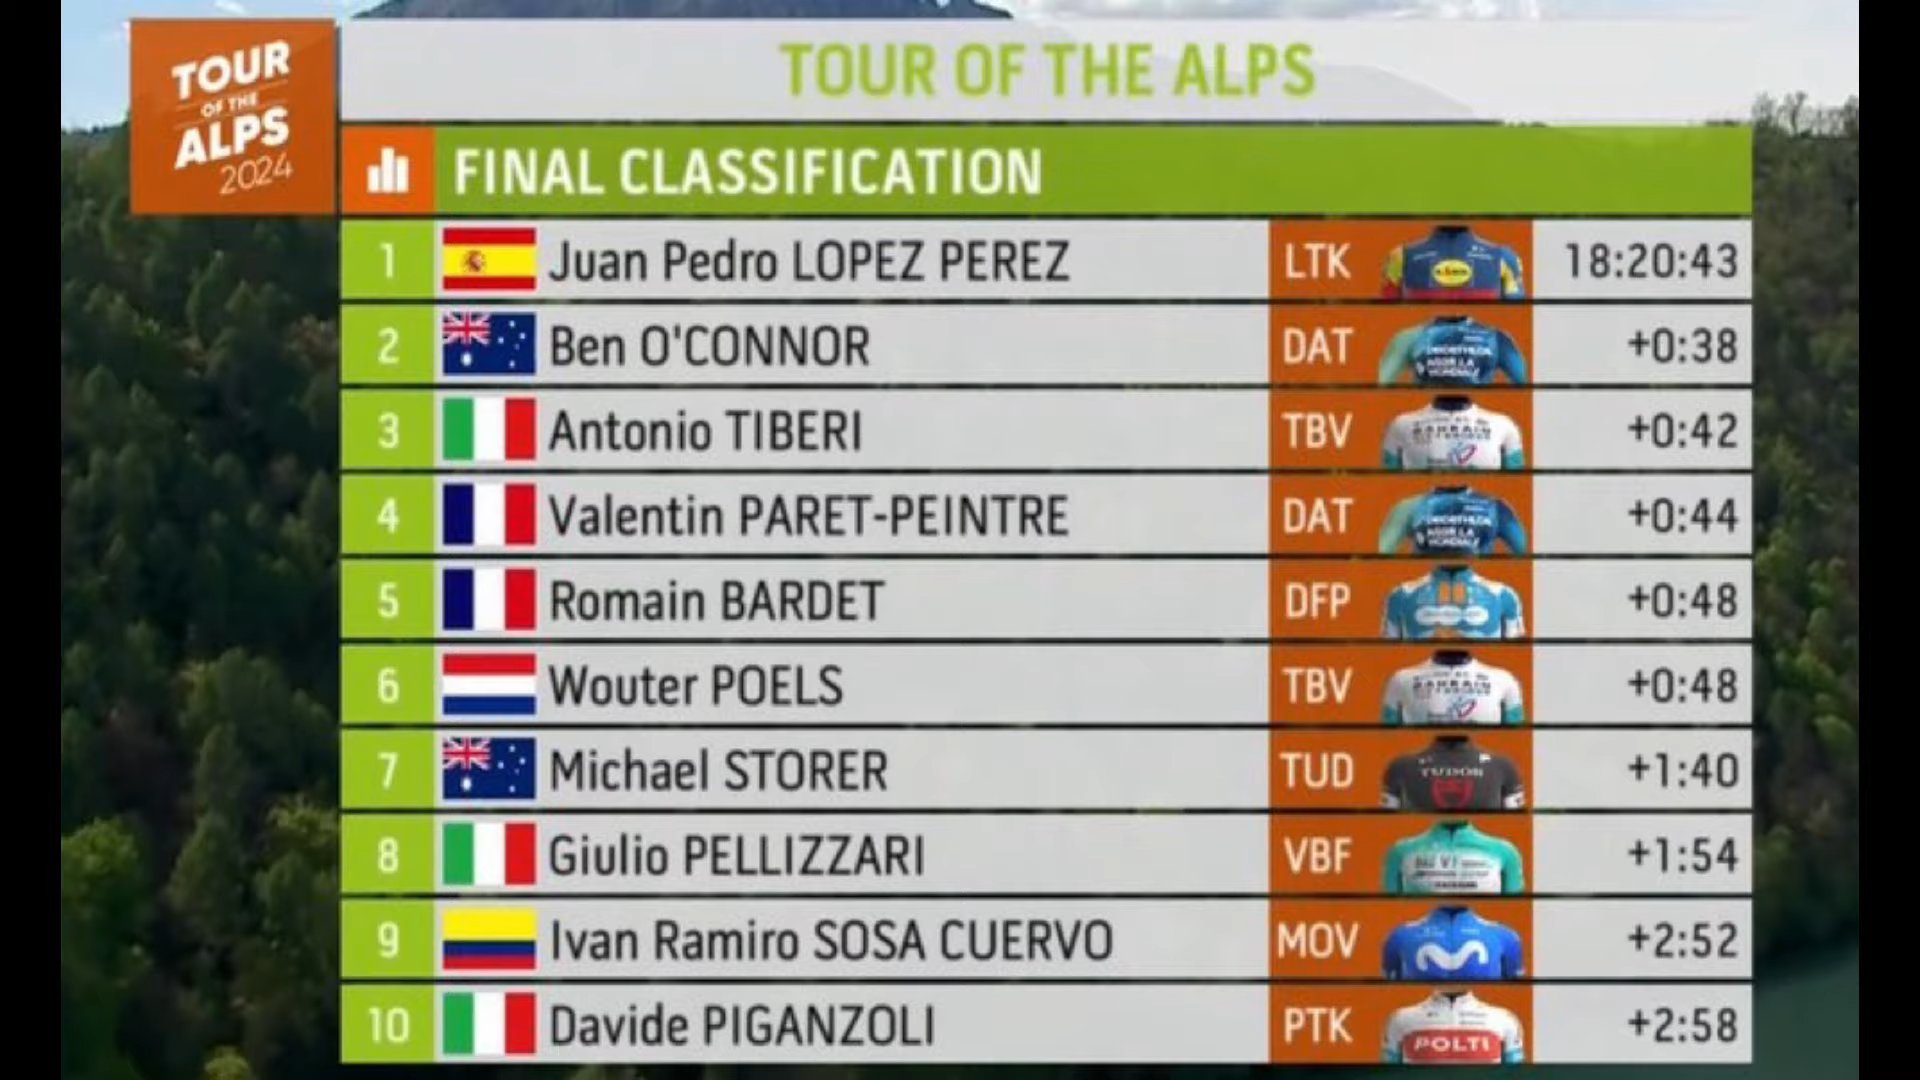 TOUR
OF THE
ALPS
2024
TOUR OF THE ALPS
FINAL CLASSIFICATION
1 Juan Pedro LOPEZ PEREZ LTK 18:20:43
2 Ben O'CONNOR DAT +0:38
3 Antonio TIBERI TBV +0:42
4 Valentin PARET-PEINTRE DAT +0:44
5 Romain BARDET DFP +0:48
6 Wouter POELS TBV +0:48
7 Michael STORER TUD TUDOR +1:40
8 Giulio PELLIZZARI VBF +1:54
9 Ivan Ramiro SOSA CUERVO MOV +2:52
10 Davide PIGANZOLI PTK POLTI +2:58